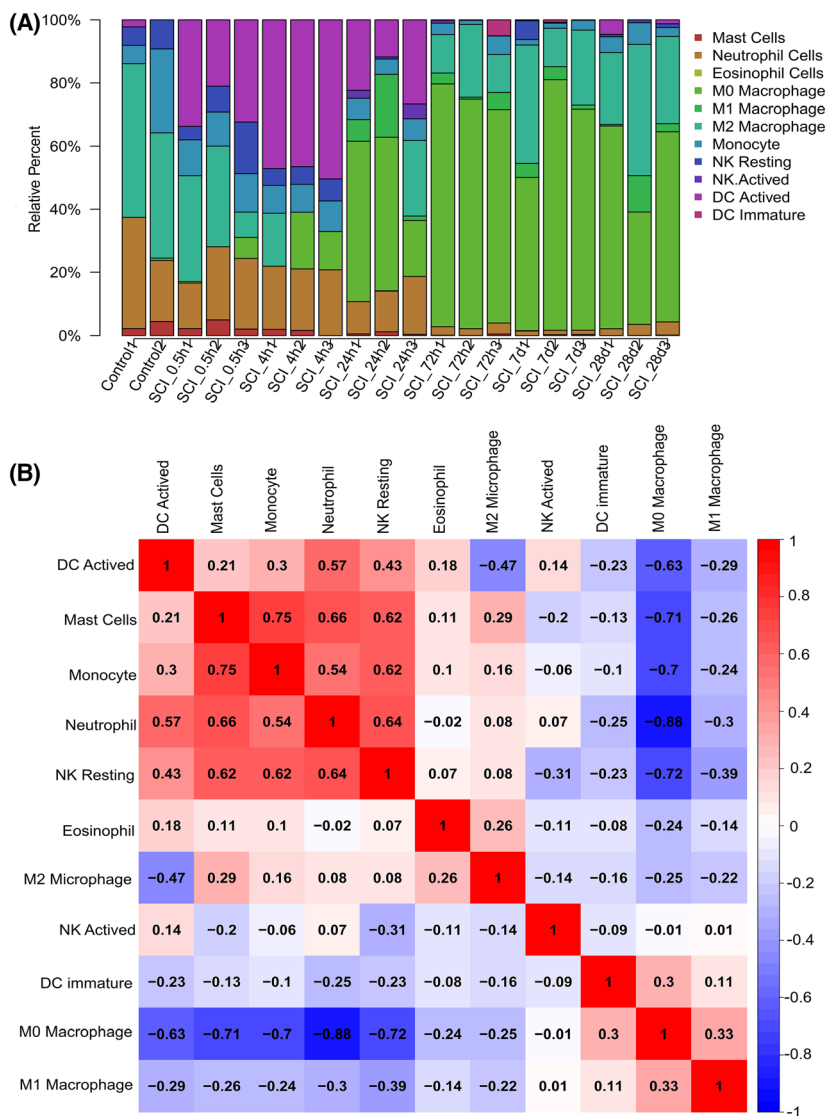 (A)
Relative Percent
100%
80%
60%
40%
20%
0%
Control1
Control2
SCI_0.5h1
SCI_0.5h2
SCI_0.5h3
SCI_4h1
SCI_4h2
SCI_4h3
SCI_24h1
SCI_24h2
SCI_24h3
SCI_72h1
SCI_72h2
SCI_72h3
SCI_7d1
SCI_7d2
SCI_7d3
SCI_28d1
SCI_28d2
SCI_28d3
Mast Cells
Neutrophil Cells
Eosinophil Cells
M0 Macrophage
M1 Macrophage
M2 Macrophage
Monocyte
NK Resting
NK.Actived
DC Actived
DC Immature
(B)
DC Actived
Mast Cells
Monocyte
Neutrophil
NK Resting
Eosinophil
M2 Microphage
NK Actived
DC immature
M0 Macrophage
M1 Macrophage
DC Actived 1 0.21 0.3 0.57 0.43 0.18 −0.47 0.14 −0.23 −0.63 −0.29
Mast Cells 0.21 1 0.75 0.66 0.62 0.11 0.29 −0.2 −0.13 −0.71 −0.26
Monocyte 0.3 0.75 1 0.54 0.62 0.1 0.16 −0.06 −0.1 −0.7 −0.24
Neutrophil 0.57 0.66 0.54 1 0.64 −0.02 0.08 0.07 −0.25 −0.88 −0.3
NK Resting 0.43 0.62 0.62 0.64 1 0.07 0.08 −0.31 −0.23 −0.72 −0.39
Eosinophil 0.18 0.11 0.1 −0.02 0.07 1 0.26 −0.11 −0.08 −0.24 −0.14
M2 Microphage −0.47 0.29 0.16 0.08 0.08 0.26 1 −0.14 −0.16 −0.25 −0.22
NK Actived 0.14 −0.2 −0.06 0.07 −0.31 −0.11 −0.14 1 −0.09 −0.01 0.01
DC immature −0.23 −0.13 −0.1 −0.25 −0.23 −0.08 −0.16 −0.09 1 0.3 0.11
M0 Macrophage −0.63 −0.71 −0.7 −0.88 −0.72 −0.24 −0.25 −0.01 0.3 1 0.33
M1 Macrophage −0.29 −0.26 −0.24 −0.3 −0.39 −0.14 −0.22 0.01 0.11 0.33 1
1
0.8
0.6
0.4
0.2
0
-0.2
-0.4
-0.6
-0.8
-1